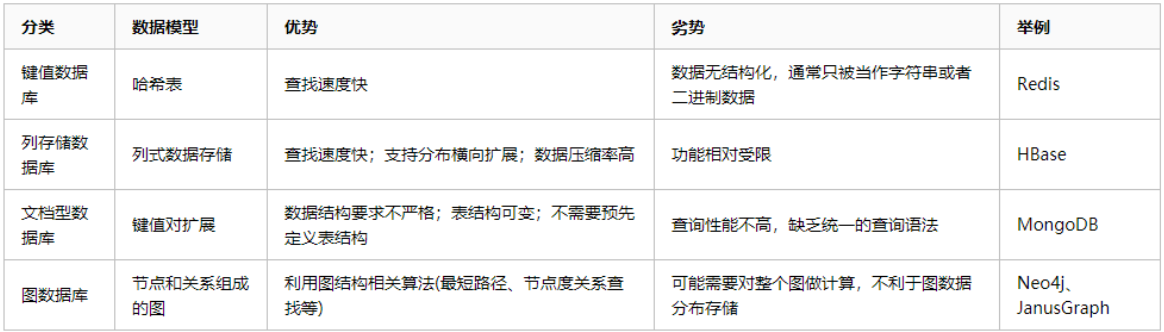 分类 数据模型 优势 劣势 举例
键值数据库 哈希表 查找速度快 数据无结构化，通常只被当作字符串或者二进制数据 Redis
列存储数据库 列式数据存储 查找速度快；支持分布横向扩展；数据压缩率高 功能相对受限 HBase
文档型数据库 键值对扩展 数据结构要求不严格；表结构可变；不需要预先定义表结构 查询性能不高，缺乏统一的查询语法 MongoDB
图数据库 节点和关系组成的图 利用图结构相关算法(最短路径、节点度关系查找等) 可能需要对整个图做计算，不利于图数据分布存储 Neo4j、JanusGraph